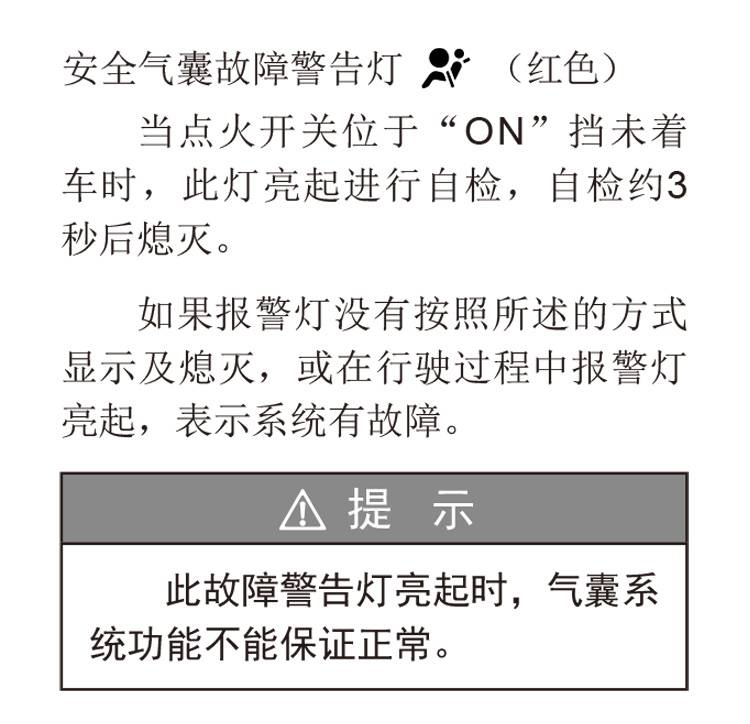 安全气囊故障警告灯 （红色）
当点火开关位于“ON”挡未着
车时，此灯亮起进行自检，自检约3
秒后熄灭。
如果报警灯没有按照所述的方式
显示及熄灭，或在行驶过程中报警灯
亮起，表示系统有故障。
提 示
此故障警告灯亮起时，气囊系
统功能不能保证正常。